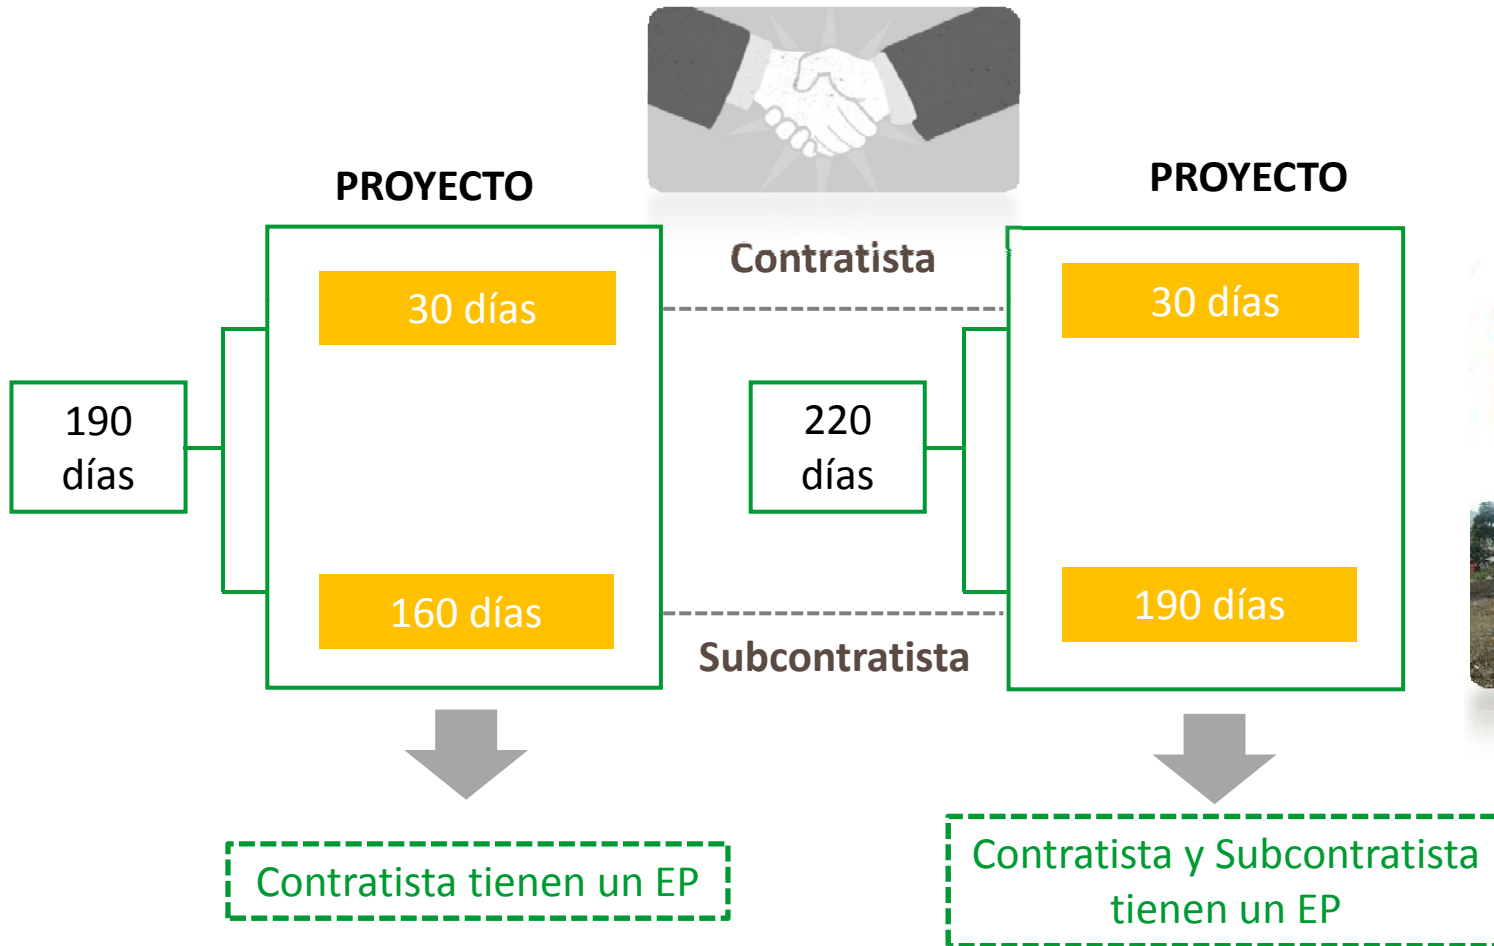 PROYECTO
30 días
190
días
160 días
Contratista tienen un EP
Contratista
Subcontratista
PROYECTO
30 días
220
días
190 días
Contratista y Subcontratista
tienen un EP